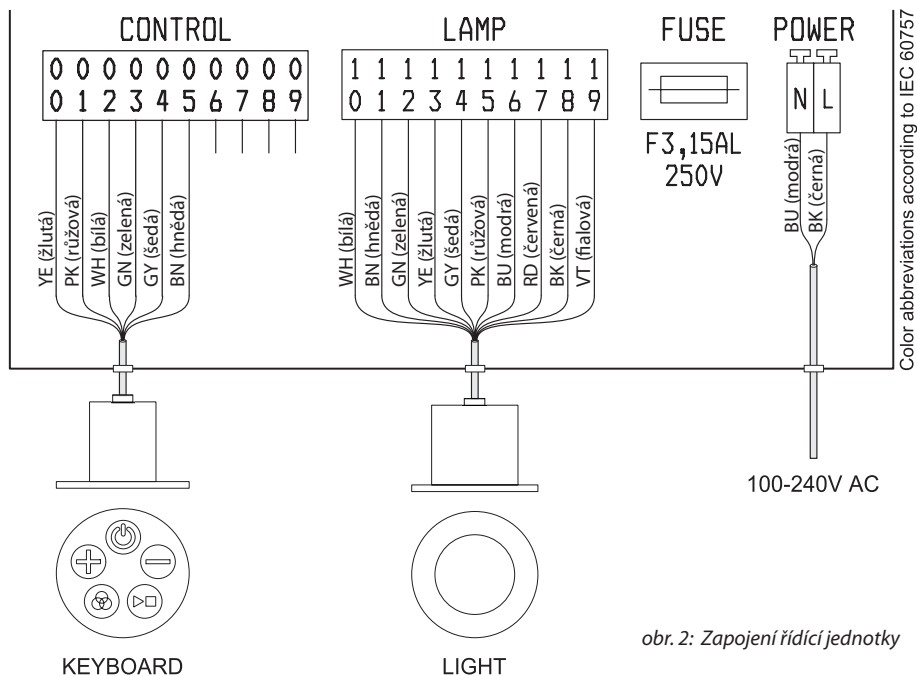 CONTROL
LAMP
FUSE
POWER
0 0 0 0 0 0 0 0 0 0
0 1 2 3 4 5 6 7 8 9
1 1 1 1 1 1 1 1 1 1
0 1 2 3 4 5 6 7 8 9
F3,15AL
250V
N L
YE (žlutá)
PK (růžová)
WH (bílá)
GN (zelená)
GY (šedá)
BN (hnědá)
WH (bílá)
BN (hnědá)
GN (zelená)
YE (žlutá)
GY (šedá)
PK (růžová)
BU (modrá)
RD (červená)
BK (černá)
VT (fialová)
BU (modrá)
BK (černá)
Color abbreviations according to IEC 60757
100-240V AC
KEYBOARD
LIGHT
obr. 2: Zapojení řídící jednotky